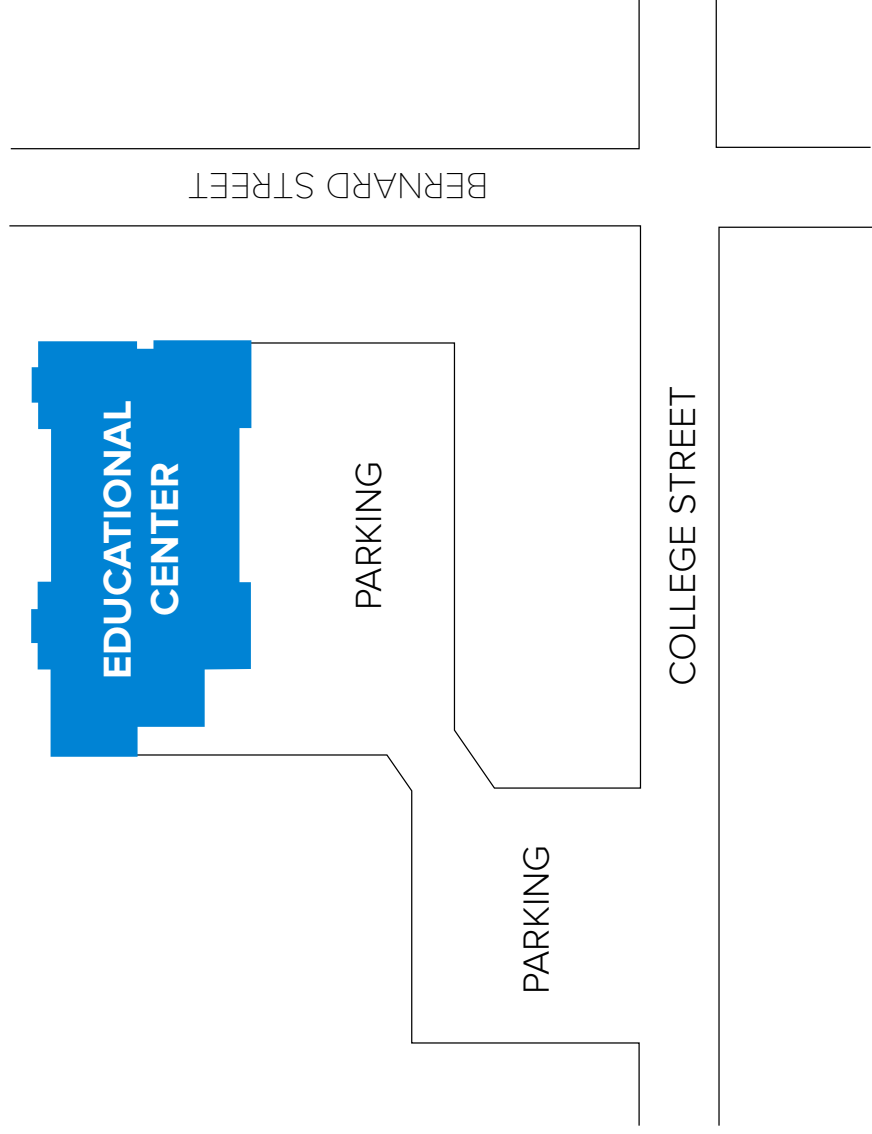 BERNARD STREET
EDUCATIONAL
CENTER
PARKING
COLLEGE STREET
PARKING